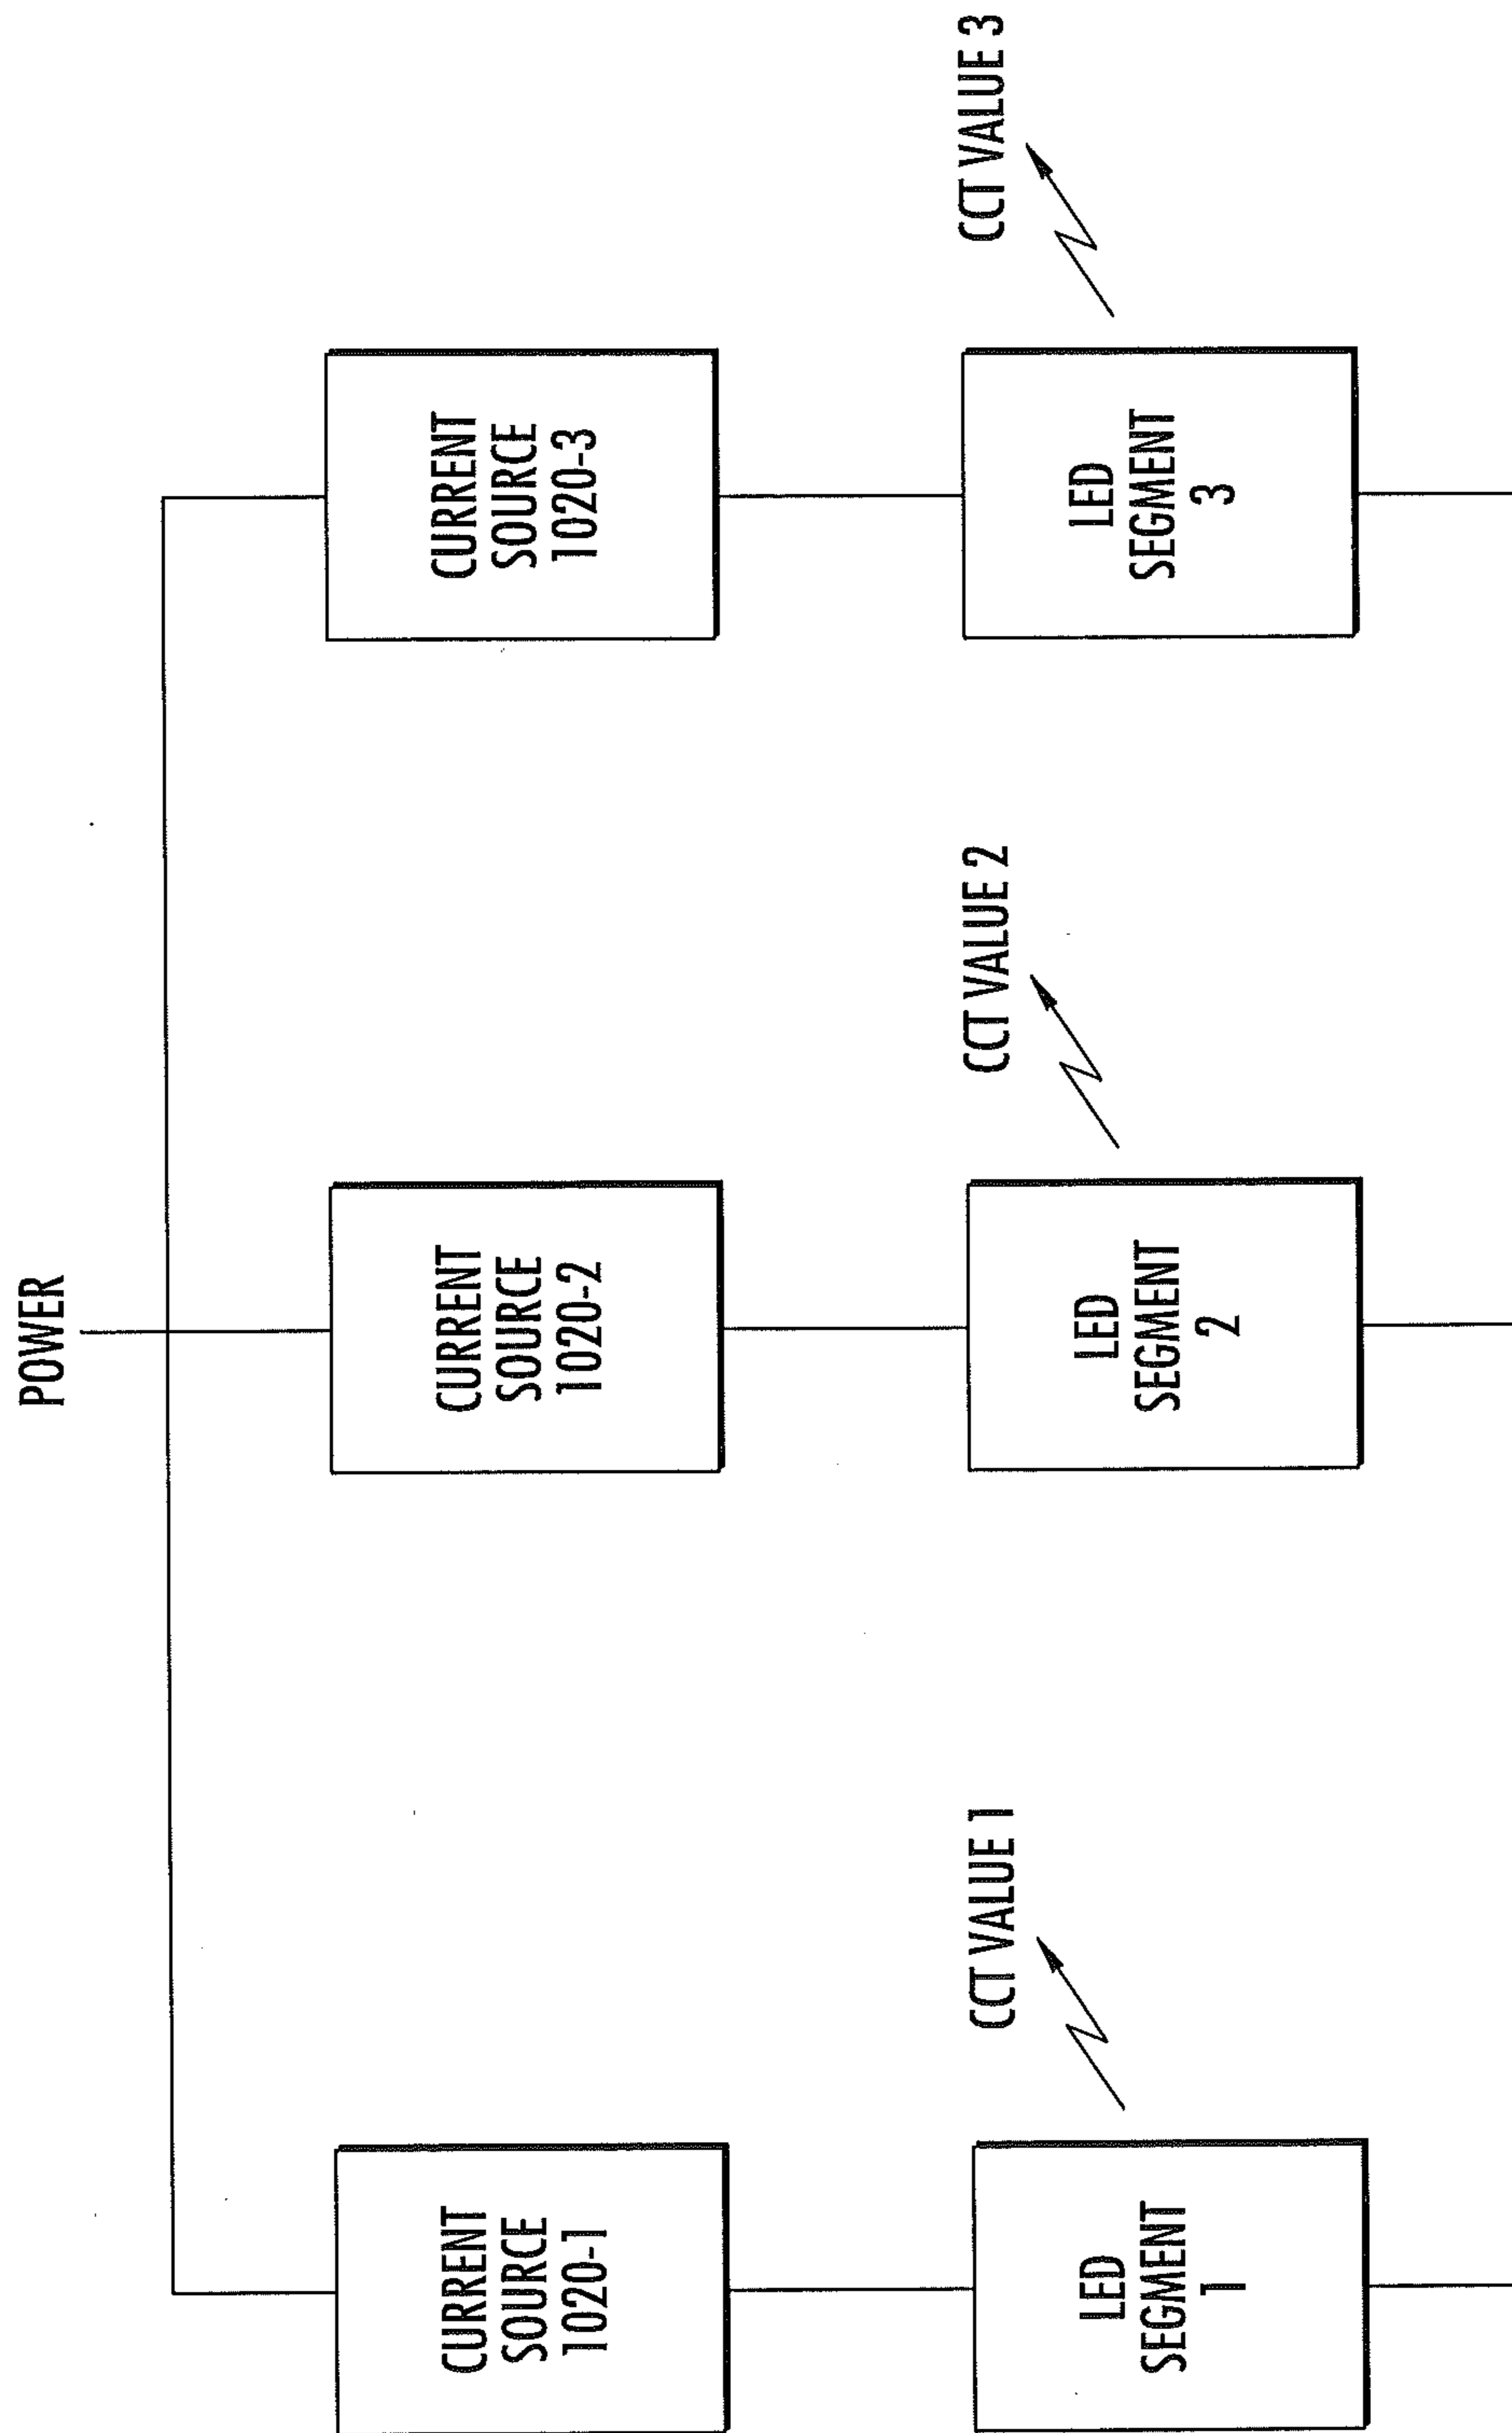 POWER
CURRENT
SOURCE
1020-1
CURRENT
SOURCE
1020-2
CURRENT
SOURCE
1020-3
CCT VALUE 1
CCT VALUE 2
CCT VALUE 3
LED
SEGMENT
1
LED
SEGMENT
2
LED
SEGMENT
3